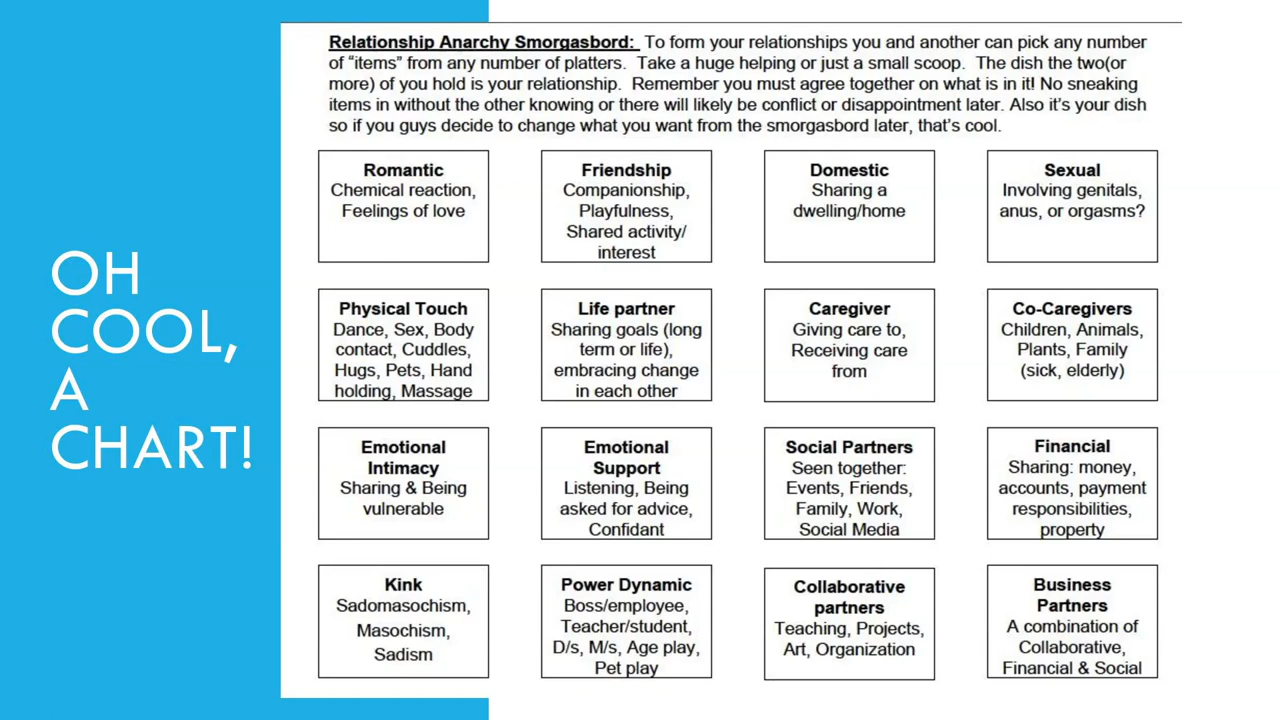 OH
COOL,
A
CHART!
Relationship Anarchy Smorgasbord: To form your relationships you and another can pick any number
of “items” from any number of platters. Take a huge helping or just a small scoop. The dish the two(or
more) of you hold is your relationship. Remember you must agree together on what is in it! No sneaking
items in without the other knowing or there will likely be conflict or disappointment later. Also it’s your dish
so if you guys decide to change what you want from the smorgasbord later, that’s cool.
Romantic
Chemical reaction,
Feelings of love
Friendship
Companionship,
Playfulness,
Shared activity/
interest
Domestic
Sharing a
dwelling/home
Sexual
Involving genitals,
anus, or orgasms?
Physical Touch
Dance, Sex, Body
contact, Cuddles,
Hugs, Pets, Hand
holding, Massage
Life partner
Sharing goals (long
term or life),
embracing change
in each other
Caregiver
Giving care to,
Receiving care
from
Co-Caregivers
Children, Animals,
Plants, Family
(sick, elderly)
Emotional
Intimacy
Sharing & Being
vulnerable
Emotional
Support
Listening, Being
asked for advice,
Confidant
Social Partners
Seen together:
Events, Friends,
Family, Work,
Social Media
Financial
Sharing: money,
accounts, payment
responsibilities,
property
Kink
Sadomasochism,
Masochism,
Sadism
Power Dynamic
Boss/employee,
Teacher/student,
D/s, M/s, Age play,
Pet play
Collaborative
partners
Teaching, Projects,
Art, Organization
Business
Partners
A combination of
Collaborative,
Financial & Social